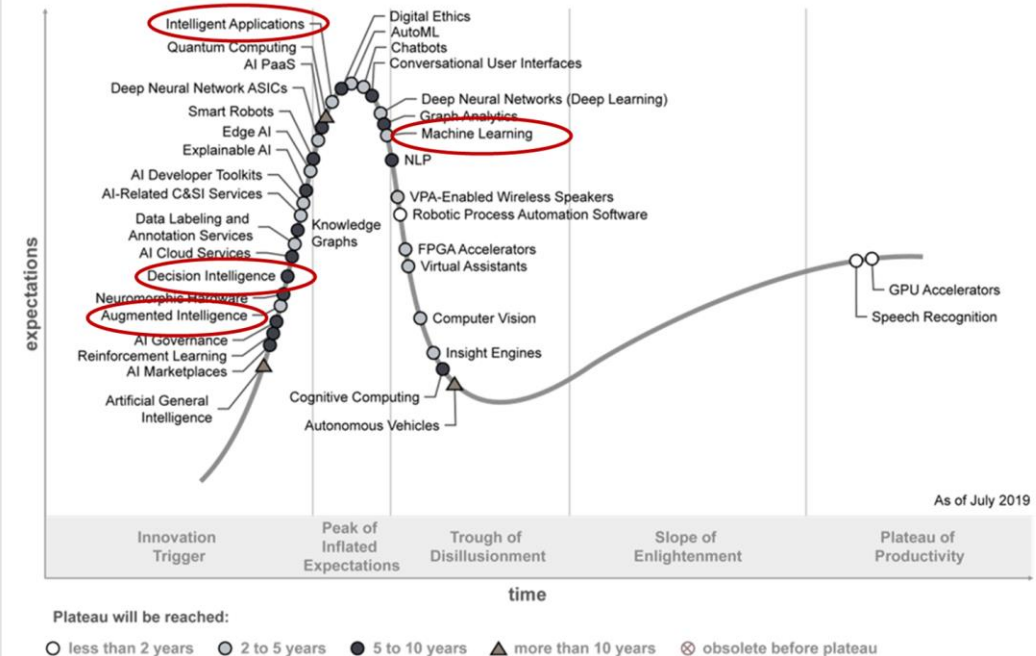 Intelligent Applications
Quantum Computing
AI PaaS
Deep Neural Network ASICs
Smart Robots
Edge AI
Explainable AI
AI Developer Toolkits
AI-Related C&SI Services
Data Labeling and
Annotation Services
AI Cloud Services
Decision Intelligence
Neuromorphic Hardware
Augmented Intelligence
AI Governance
Reinforcement Learning
AI Marketplaces
Artificial General
Intelligence
Knowledge
Graphs
Digital Ethics
AutoML
Chatbots
Conversational User Interfaces
Deep Neural Networks (Deep Learning)
Graph Analytics
Machine Learning
NLP
VPA-Enabled Wireless Speakers
Robotic Process Automation Software
FPGA Accelerators
Virtual Assistants
Computer Vision
Insight Engines
Cognitive Computing
Autonomous Vehicles
GPU Accelerators
Speech Recognition
expectations
As of July 2019
Innovation
Trigger
Peak of
Inflated
Expectations
Trough of
Disillusionment
Slope of
Enlightenment
Plateau of
Productivity
time
Plateau will be reached:
less than 2 years
2 to 5 years
5 to 10 years
more than 10 years
obsolete before plateau